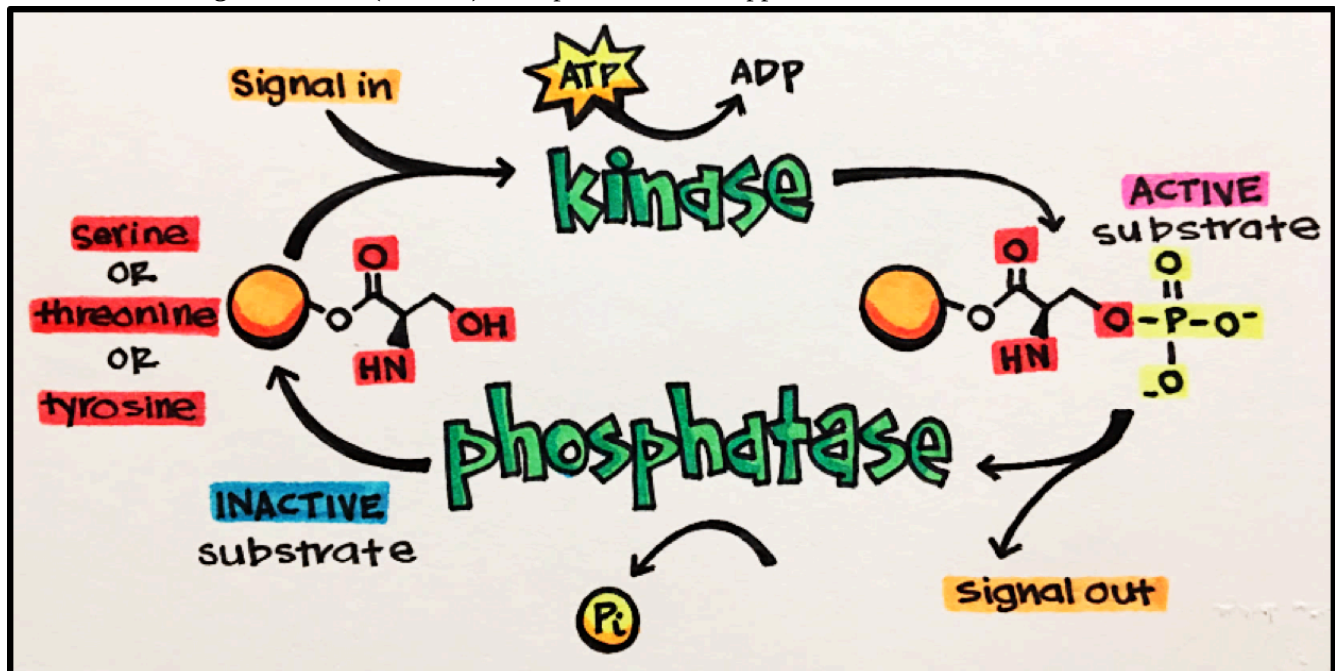 Signal in
ATP
ADP
kinase
ACTIVE
substrate
serine
OR
threonine
OR
tyrosine
O
O
OH
HN
O
O
HN
O
O-P-O-
-O
phosphatase
INACTIVE
substrate
Pi
Signal out